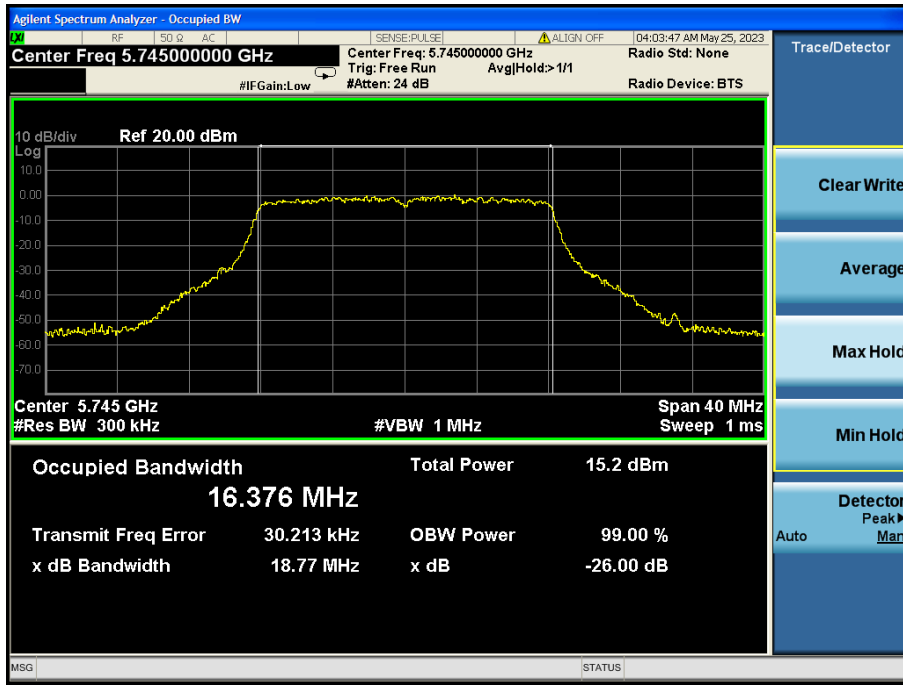 Agilent Spectrum Analyzer - Occupied BW
LXI RF 50 Ω AC SENSE:PULSE ALIGN OFF 04:03:47 AM May 25, 2023
Center Freq 5.745000000 GHz
Center Freq: 5.745000000 GHz Radio Std: None
Trig: Free Run Avg|Hold:>1/1
#IFGain:Low #Atten: 24 dB Radio Device: BTS
Trace/Detector
10 dB/div Ref 20.00 dBm
Log
10.0
0.00
-10.0
-20.0
-30.0
-40.0
-50.0
-60.0
-70.0
Center 5.745 GHz Span 40 MHz
#Res BW 300 kHz #VBW 1 MHz Sweep 1 ms
Occupied Bandwidth Total Power 15.2 dBm
16.376 MHz
Transmit Freq Error 30.213 kHz OBW Power 99.00 %
x dB Bandwidth 18.77 MHz x dB -26.00 dB
Clear Write
Average
Max Hold
Min Hold
Detector
Peak▶
Auto Man
MSG STATUS